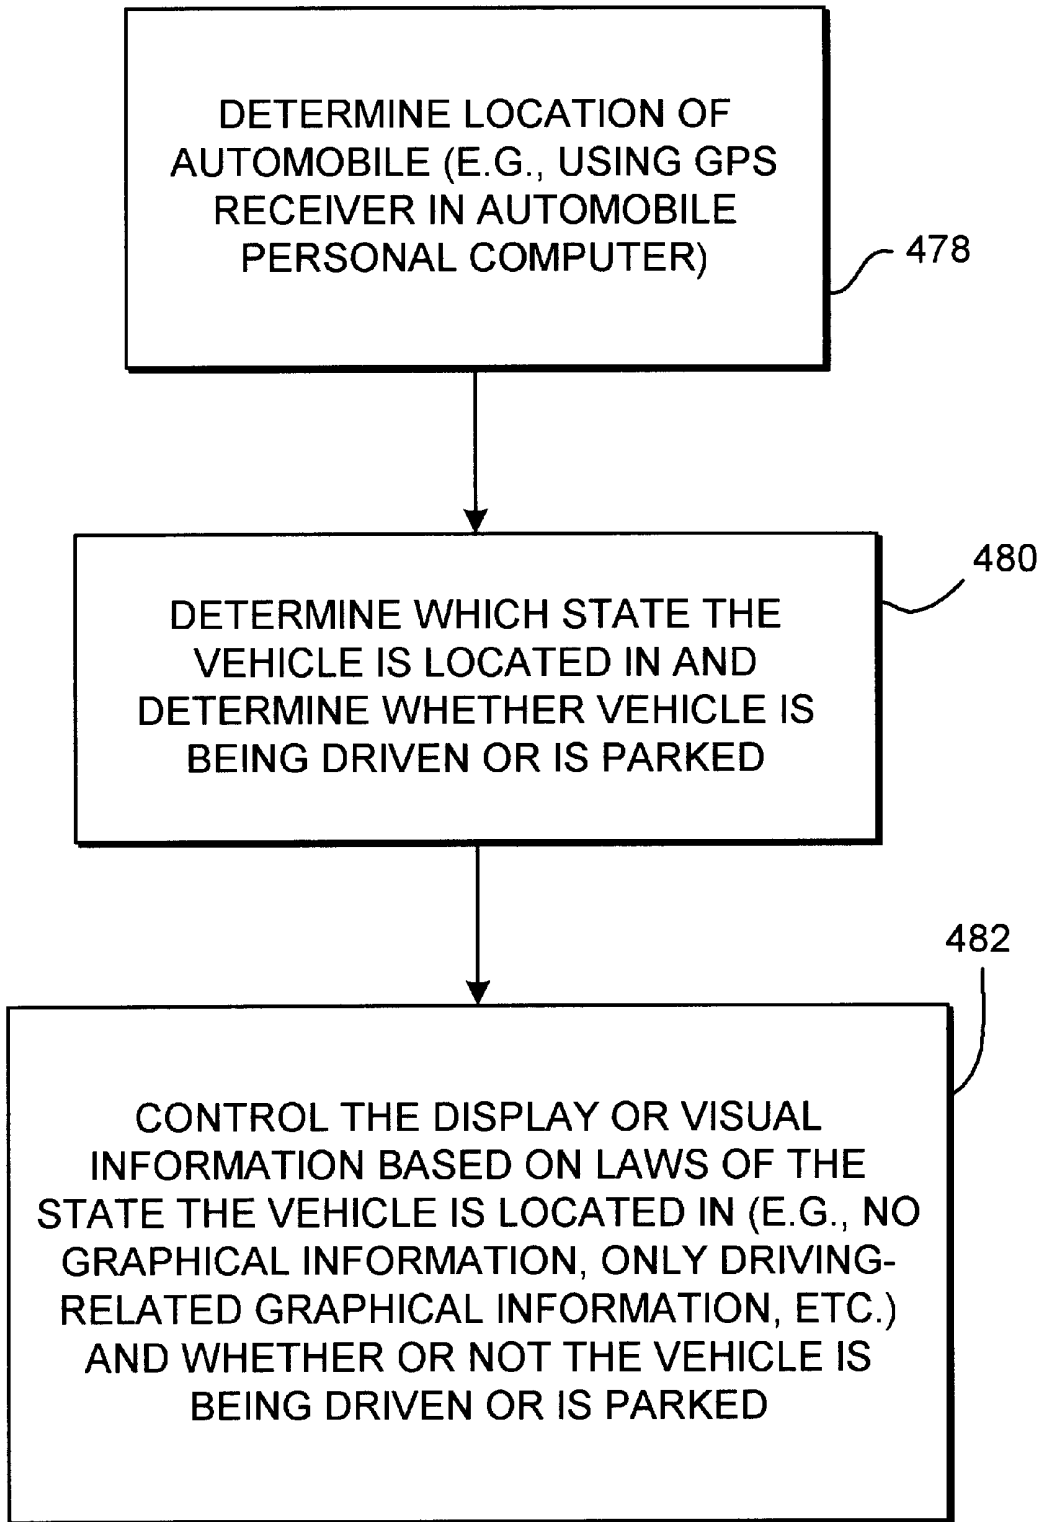 DETERMINE LOCATION OF
AUTOMOBILE (E.G., USING GPS
RECEIVER IN AUTOMOBILE
PERSONAL COMPUTER)
478
DETERMINE WHICH STATE THE
VEHICLE IS LOCATED IN AND
DETERMINE WHETHER VEHICLE IS
BEING DRIVEN OR IS PARKED
480
CONTROL THE DISPLAY OR VISUAL
INFORMATION BASED ON LAWS OF THE
STATE THE VEHICLE IS LOCATED IN (E.G., NO
GRAPHICAL INFORMATION, ONLY DRIVING-
RELATED GRAPHICAL INFORMATION, ETC.)
AND WHETHER OR NOT THE VEHICLE IS
BEING DRIVEN OR IS PARKED
482